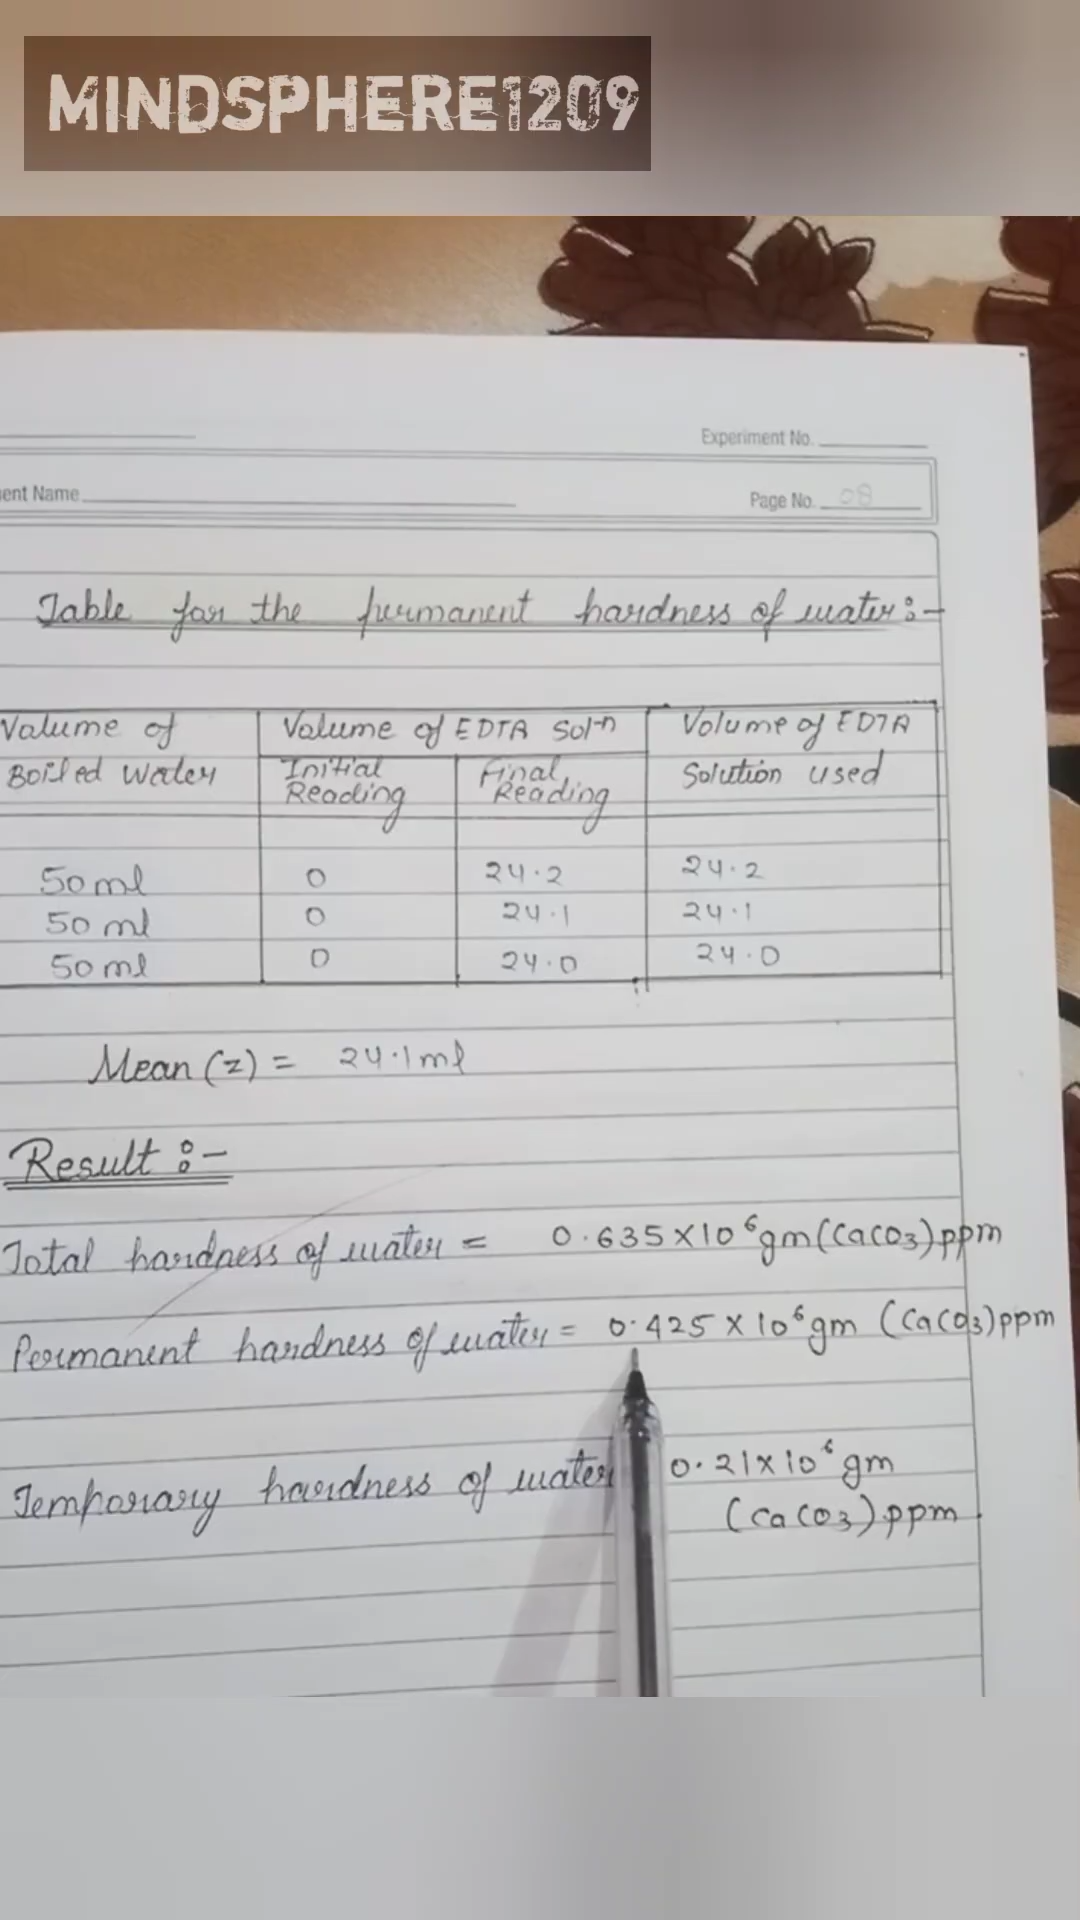 MINDSPHERE1209
Experiment No.
ent Name
Page No. 08
Table for the permanent hardness of water:-
Volume of Boiled Water
Volume of EDTA Solⁿ
Volume of EDTA Solution used
Initial Reading
Final Reading
50 ml 0 24.2 24.2
50 ml 0 24.1 24.1
50 ml 0 24.0 24.0
Mean (z) = 24.1 ml
Result :-
Total hardness of water = 0.635 × 10⁶ gm (CaCO3) ppm
Permanent hardness of water = 0.425 × 10⁶ gm (CaCO3) ppm
Temporary hardness of water 0.21 × 10⁶ gm
(CaCO3) ppm